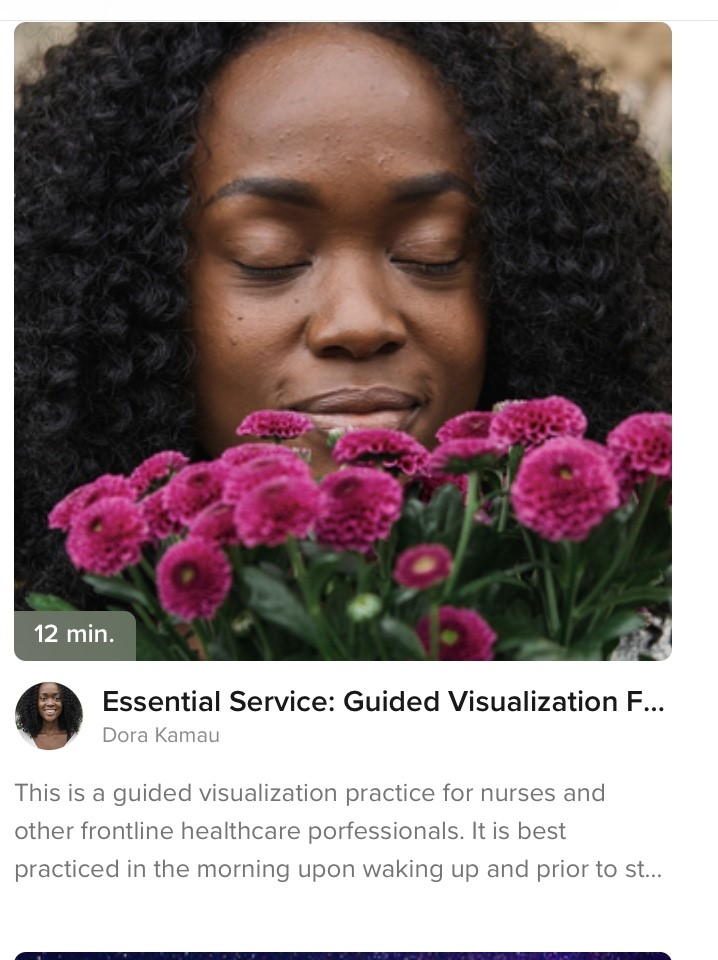 12 min.
Essential Service: Guided Visualization F...
Dora Kamau
This is a guided visualization practice for nurses and
other frontline healthcare porfessionals. It is best
practiced in the morning upon waking up and prior to st...